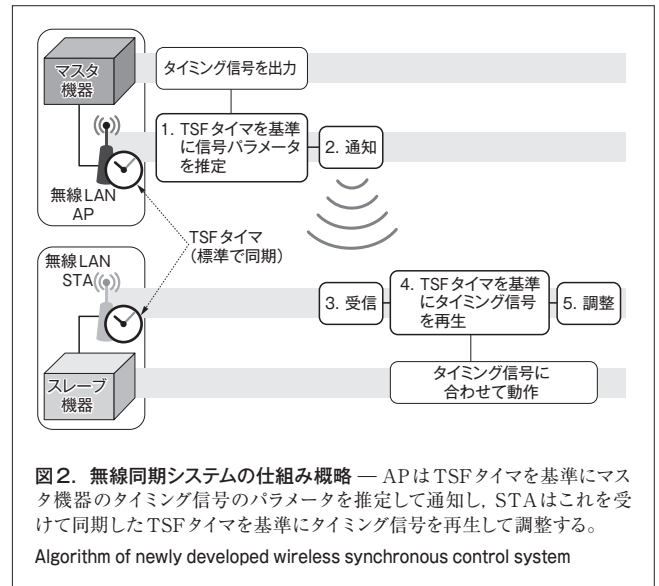 マスタ
機器
タイミング信号を出力
1. TSFタイマを基準
に信号パラメータ
を推定
2. 通知
無線LAN
AP
TSFタイマ
（標準で同期）
無線LAN
STA
3. 受信
4. TSFタイマを基準
にタイミング信号
を再生
5. 調整
スレーブ
機器
タイミング信号に
合わせて動作
図2．無線同期システムの仕組み概略 — APはTSFタイマを基準にマス
タ機器のタイミング信号のパラメータを推定して通知し，STAはこれを受
けて同期したTSFタイマを基準にタイミング信号を再生して調整する。
Algorithm of newly developed wireless synchronous control system